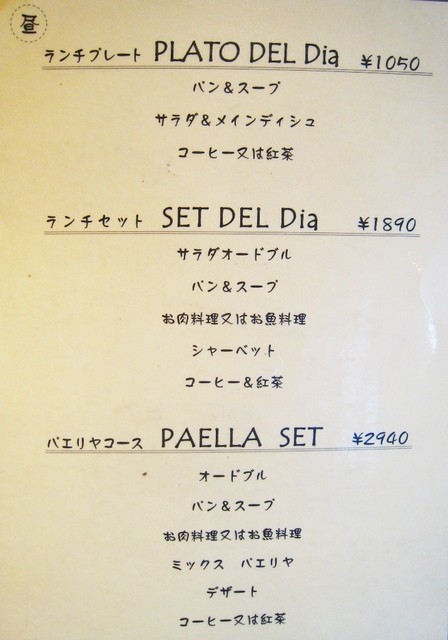 昼
ランチプレート PLATO DEL Dia ¥1050
パン&スープ
サラダ&メインディシュ
コーヒー又は紅茶
ランチセット SET DEL Dia ¥1890
サラダオードブル
パン&スープ
お肉料理又はお魚料理
シャーベット
コーヒー&紅茶
パエリヤコース PAELLA SET ¥2940
オードブル
パン&スープ
お肉料理又はお魚料理
ミックス パエリヤ
デザート
コーヒー又は紅茶